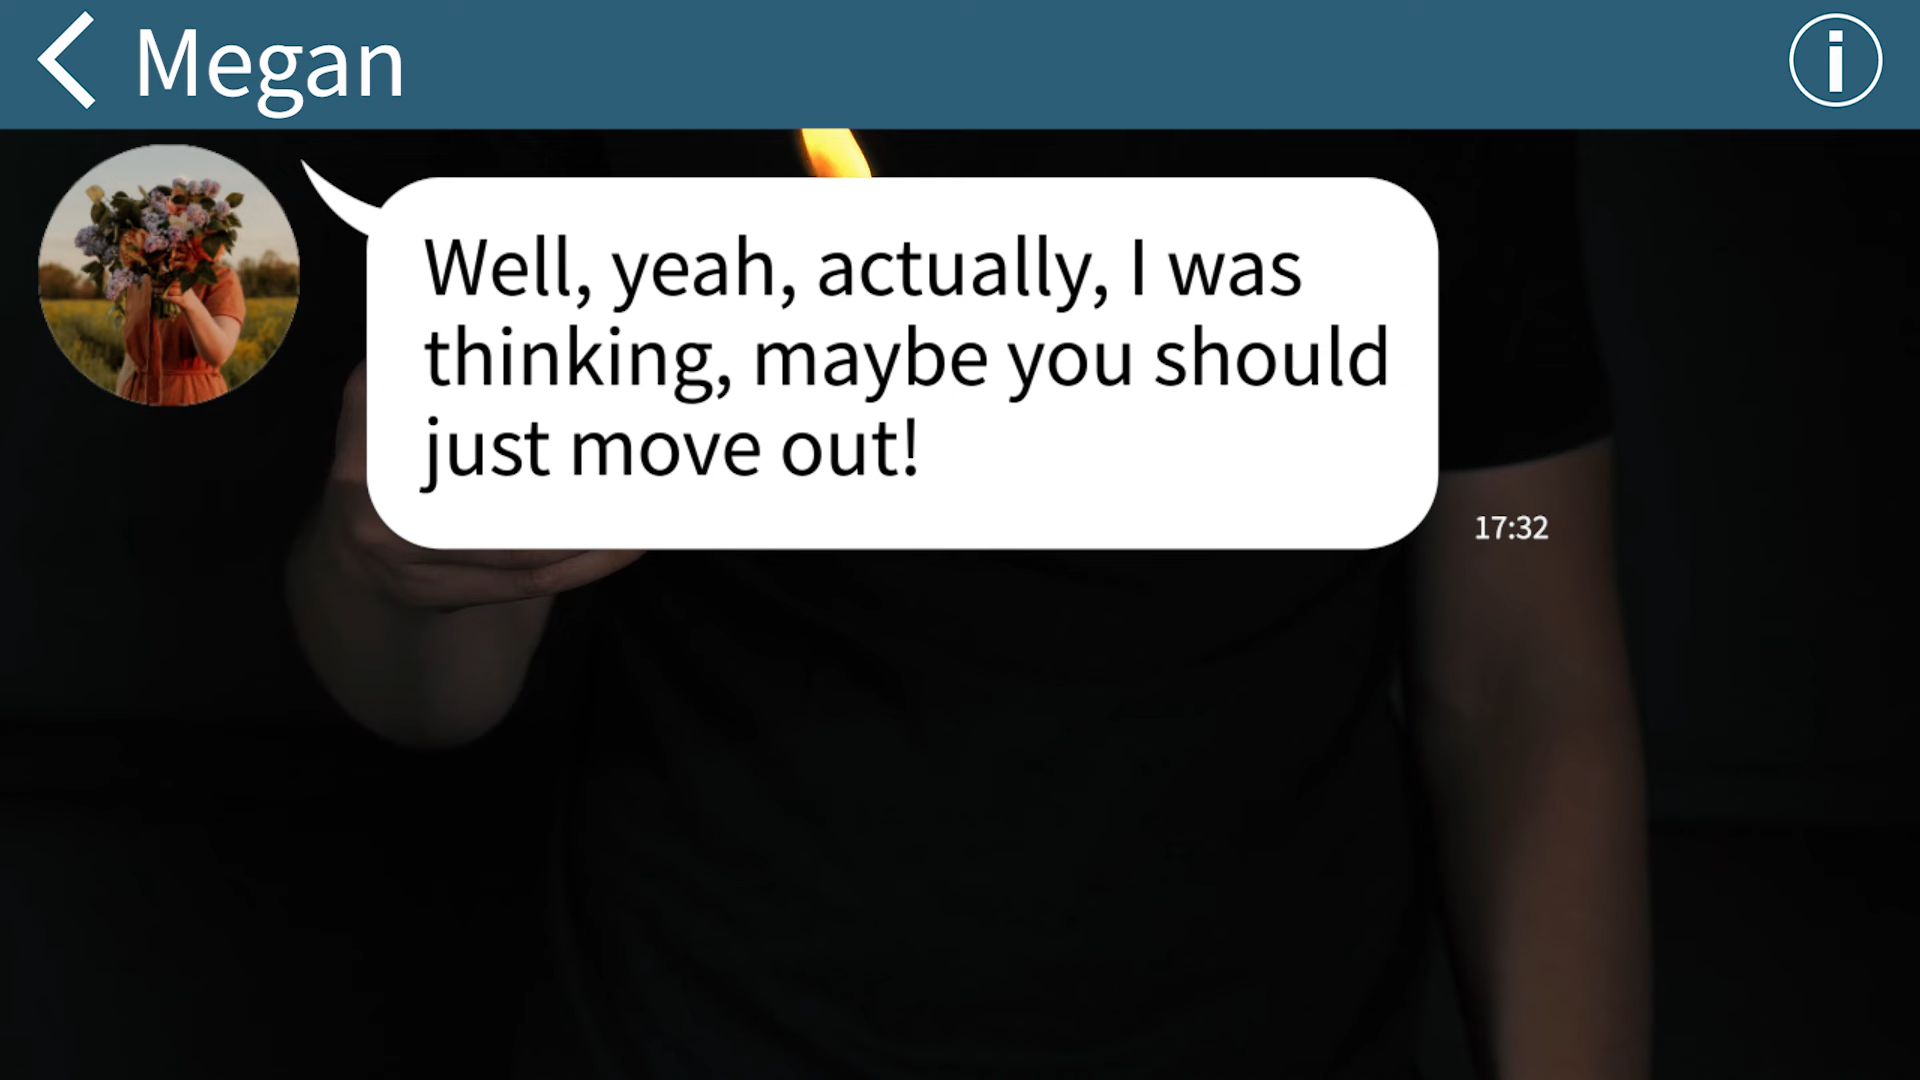 Megan
Well, yeah, actually, I was
thinking, maybe you should
just move out!
17:32